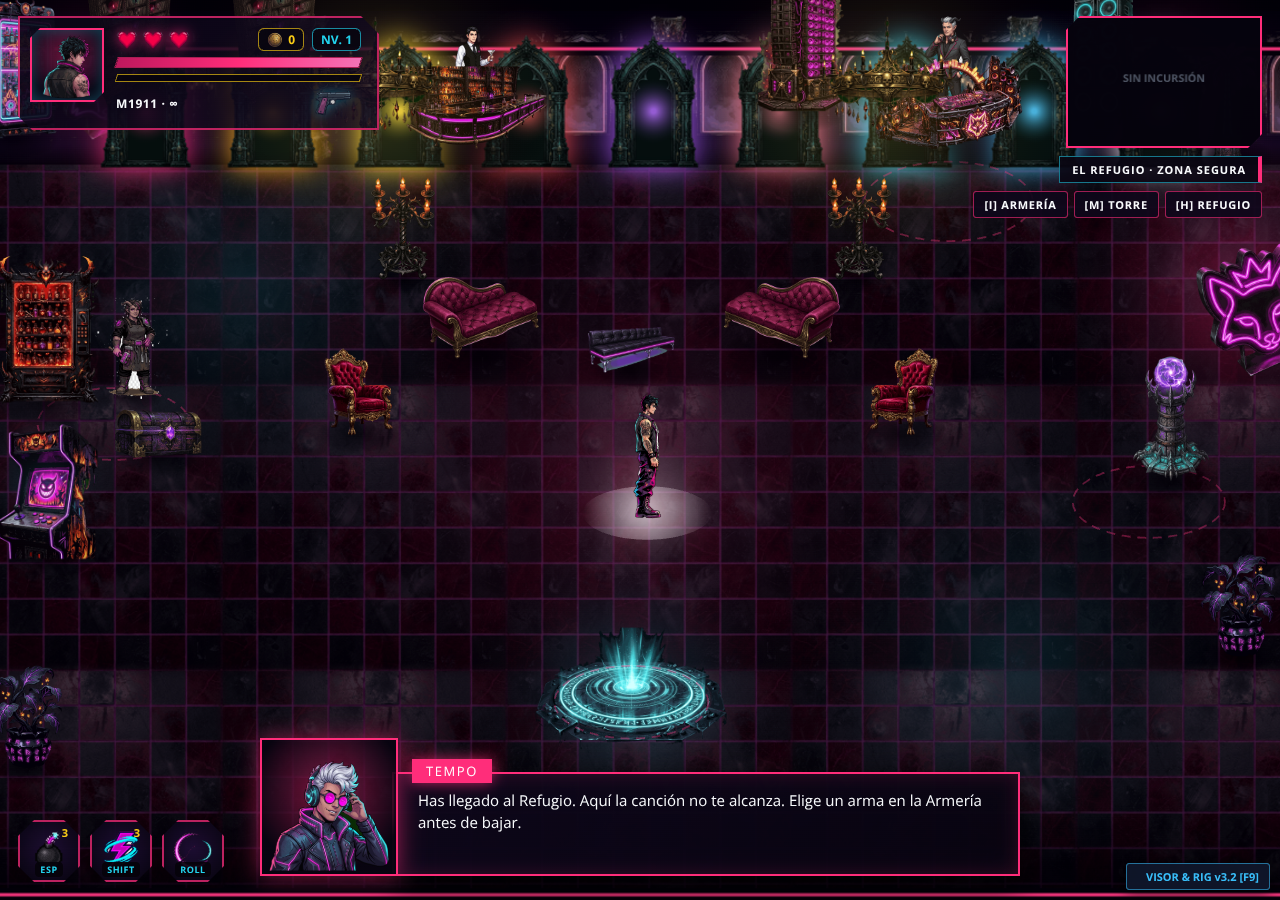 0
NV. 1
M1911 · ∞
SIN INCURSIÓN
EL REFUGIO · ZONA SEGURA
[I] ARMERÍA
[M] TORRE
[H] REFUGIO
TEMPO
Has llegado al Refugio. Aquí la canción no te alcanza. Elige un arma en la Armería
antes de bajar.
3
ESP
3
SHIFT
ROLL
VISOR & RIG v3.2 [F9]